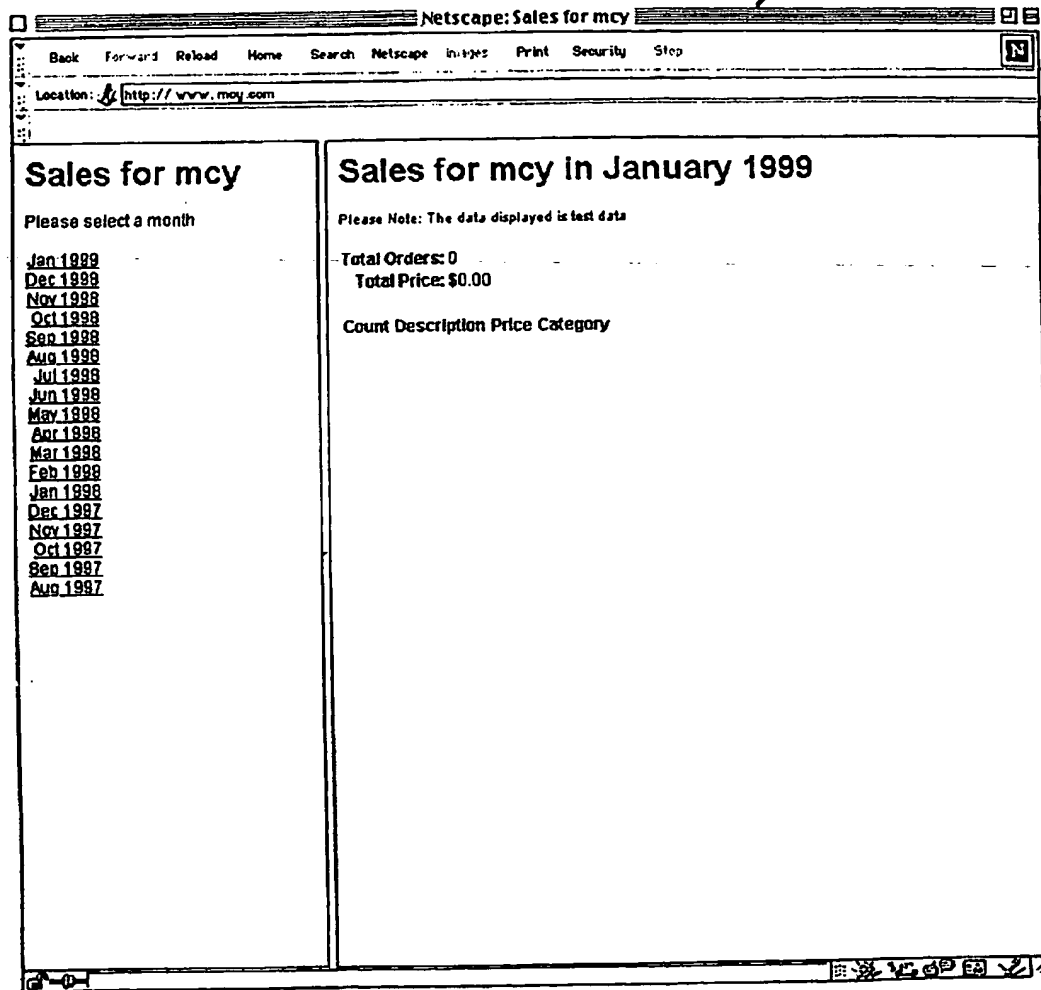 Netscape: Sales for mcy
Back Forward Reload Home Search Netscape Images Print Security Stop
Location: http:// www.mcy.com
Sales for mcy
Please select a month
Jan 1999
Dec 1998
Nov 1998
Oct 1998
Sep 1998
Aug 1998
Jul 1998
Jun 1998
May 1998
Apr 1998
Mar 1998
Feb 1998
Jan 1998
Dec 1997
Nov 1997
Oct 1997
Sep 1997
Aug 1997
Sales for mcy in January 1999
Please Note: The data displayed is test data
Total Orders: 0
Total Price: $0.00
Count Description Price Category
N